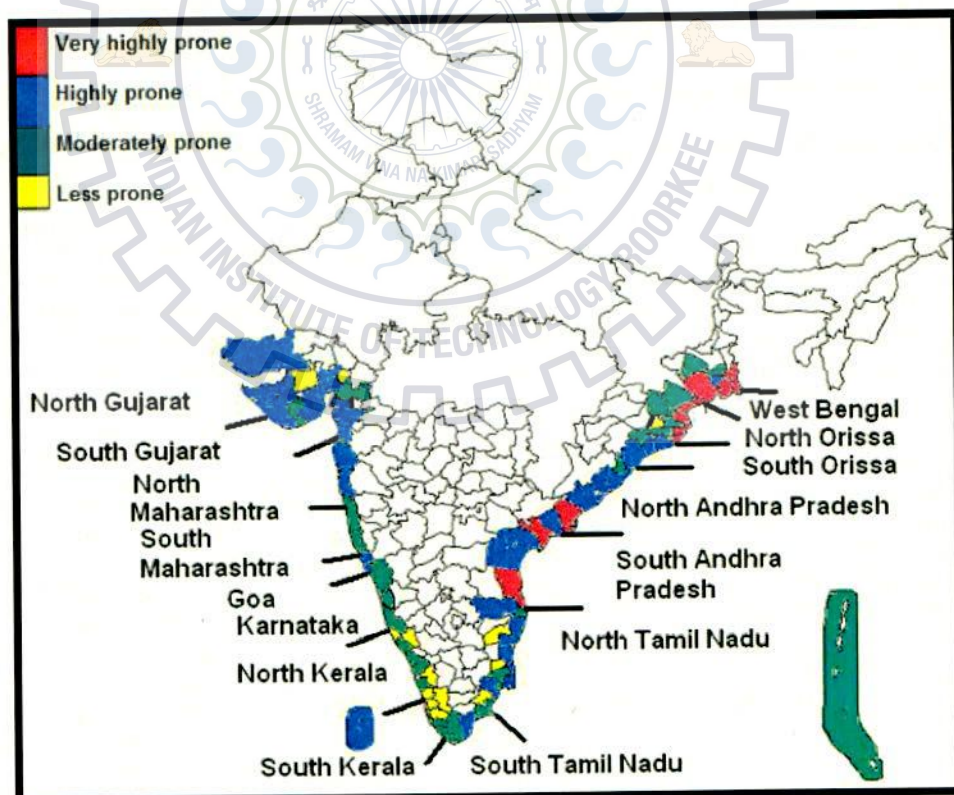 Very highly prone
Highly prone
Moderately prone
Less prone
SHRAMAM VINA NA KIMAPI SADHYAM
INDIAN INSTITUTE OF TECHNOLOGY ROORKEE
North Gujarat
South Gujarat
North
Maharashtra
South
Maharashtra
Goa
Karnataka
North Kerala
South Kerala
South Tamil Nadu
West Bengal
North Orissa
South Orissa
North Andhra Pradesh
South Andhra
Pradesh
North Tamil Nadu